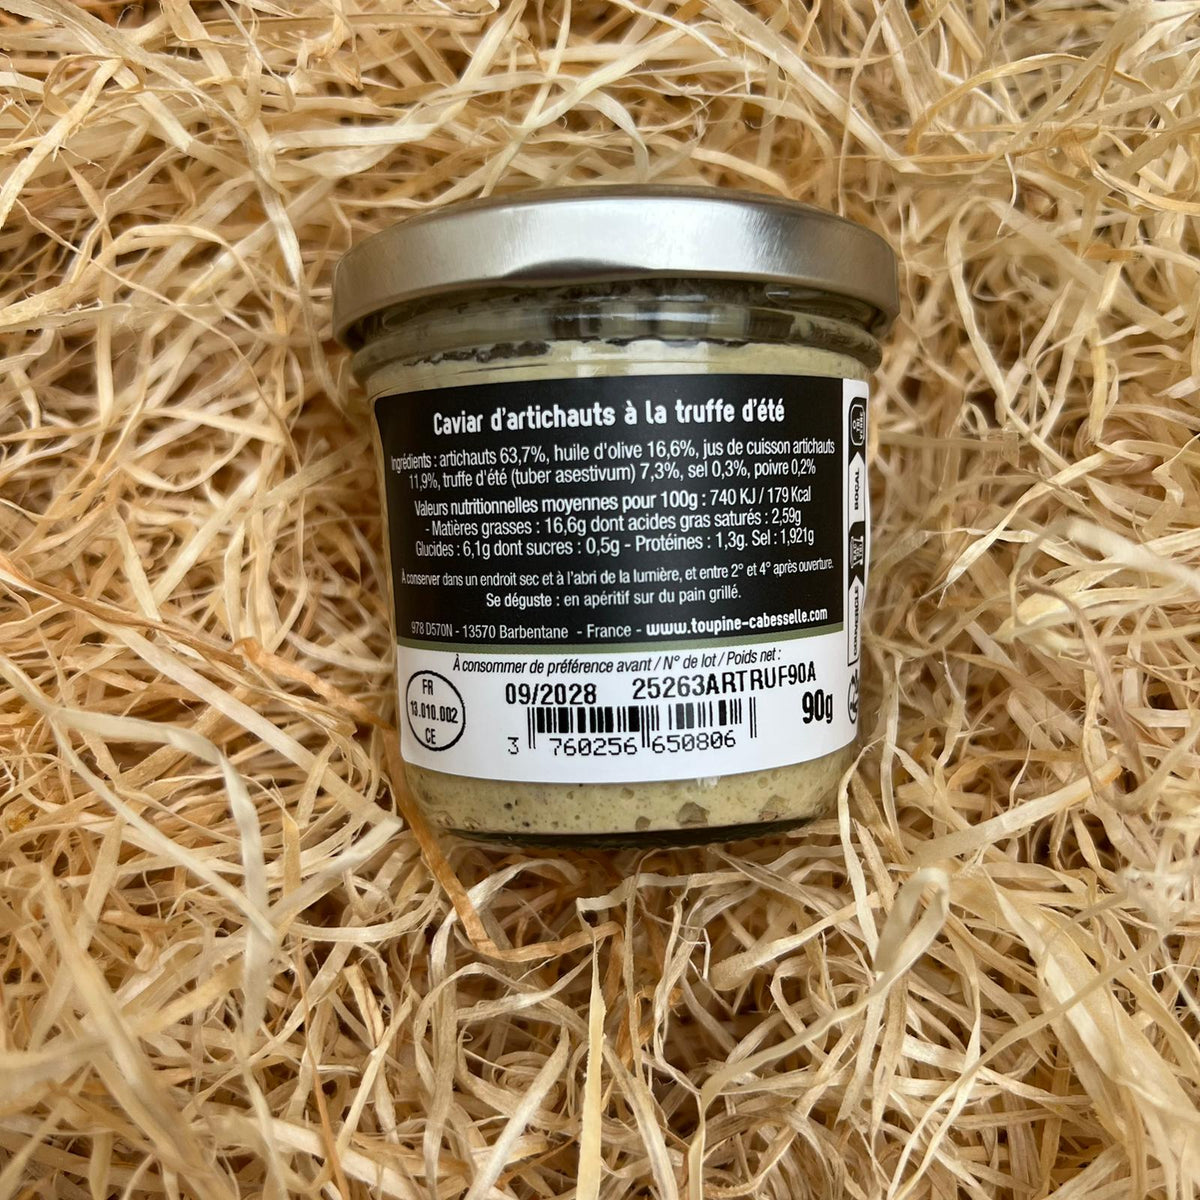 Caviar d'artichauts à la truffe d'été
Ingrédients : artichauts 63,7%, huile d'olive 16,6%, jus de cuisson artichauts
11,9%, truffe d'été (tuber asestivum) 7,3%, sel 0,3%, poivre 0,2%
Valeurs nutritionnelles moyennes pour 100g : 740 KJ / 179 Kcal
- Matières grasses : 16,6g dont acides gras saturés : 2,59g
Glucides : 6,1g dont sucres : 0,5g - Protéines : 1,3g. Sel : 1,921g
À conserver dans un endroit sec et à l'abri de la lumière, et entre 2° et 4° après ouverture.
Se déguste : en apéritif sur du pain grillé.
978 D570N - 13570 Barbentane - France - www.toupine-cabesselle.com
À consommer de préférence avant / N° de lot / Poids net :
09/2028 25263ARTRUF90A
90g
FR
13.010.002
CE
3 760256 650806
BOCAL
COUVERCLE